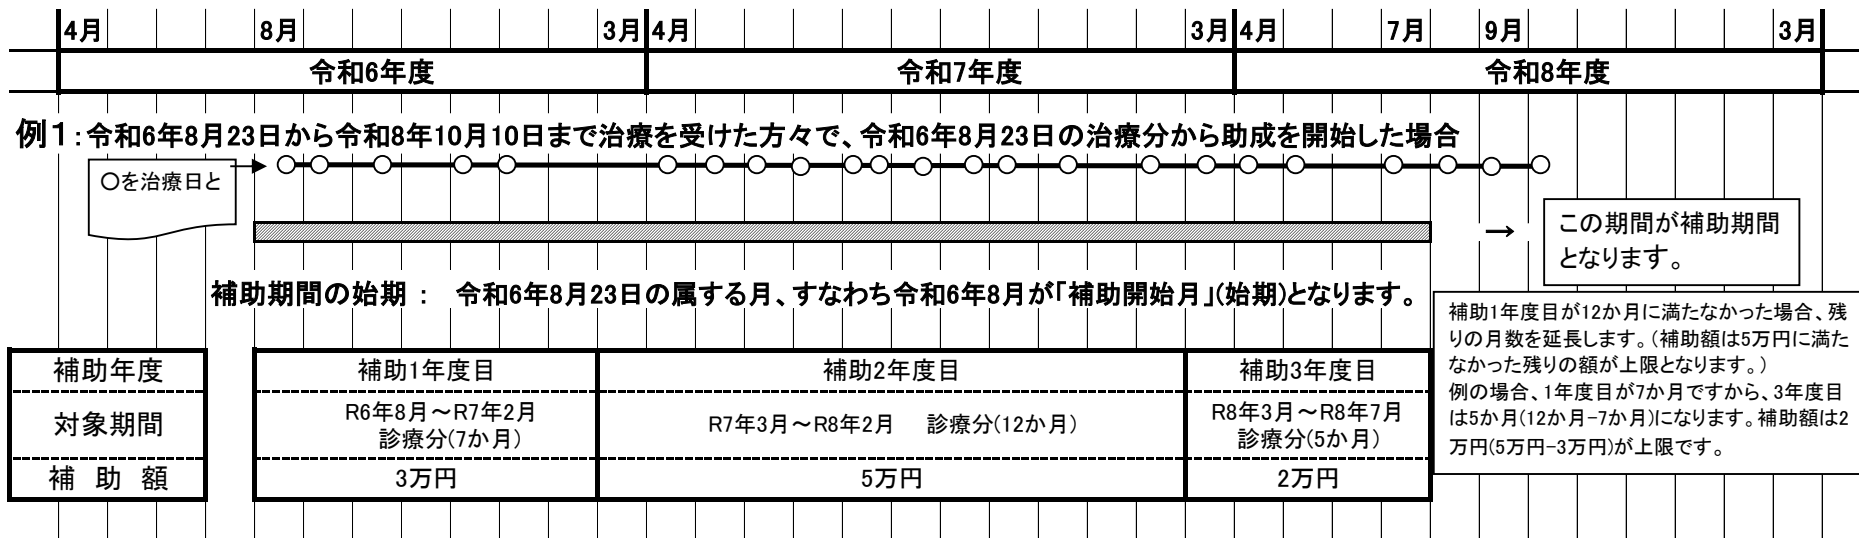 4月 8月 3月 4月 3月 4月 7月 9月 3月
令和6年度 令和7年度 令和8年度
例1：令和6年8月23日から令和8年10月10日まで治療を受けた方々で、令和6年8月23日の治療分から助成を開始した場合
〇を治療日と
→
この期間が補助期間
となります。
補助期間の始期 ： 令和6年8月23日の属する月、すなわち令和6年8月が「補助開始月」(始期)となります。
補助1年度目が12か月に満たなかった場合、残
りの月数を延長します。(補助額は5万円に満た
なかった残りの額が上限となります。)
例の場合、1年度目が7か月ですから、3年度目
は5か月(12か月-7か月)になります。補助額は2
万円(5万円-3万円)が上限です。
補助年度 補助1年度目 補助2年度目 補助3年度目
対象期間 R6年8月～R7年2月 診療分(7か月) R7年3月～R8年2月 診療分(12か月) R8年3月～R8年7月 診療分(5か月)
補 助 額 3万円 5万円 2万円